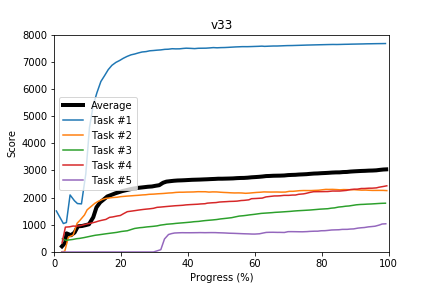 v33
8000
7000
6000
5000
4000
3000
2000
1000
0
Score
Average
Task #1
Task #2
Task #3
Task #4
Task #5
0 20 40 60 80 100
Progress (%)